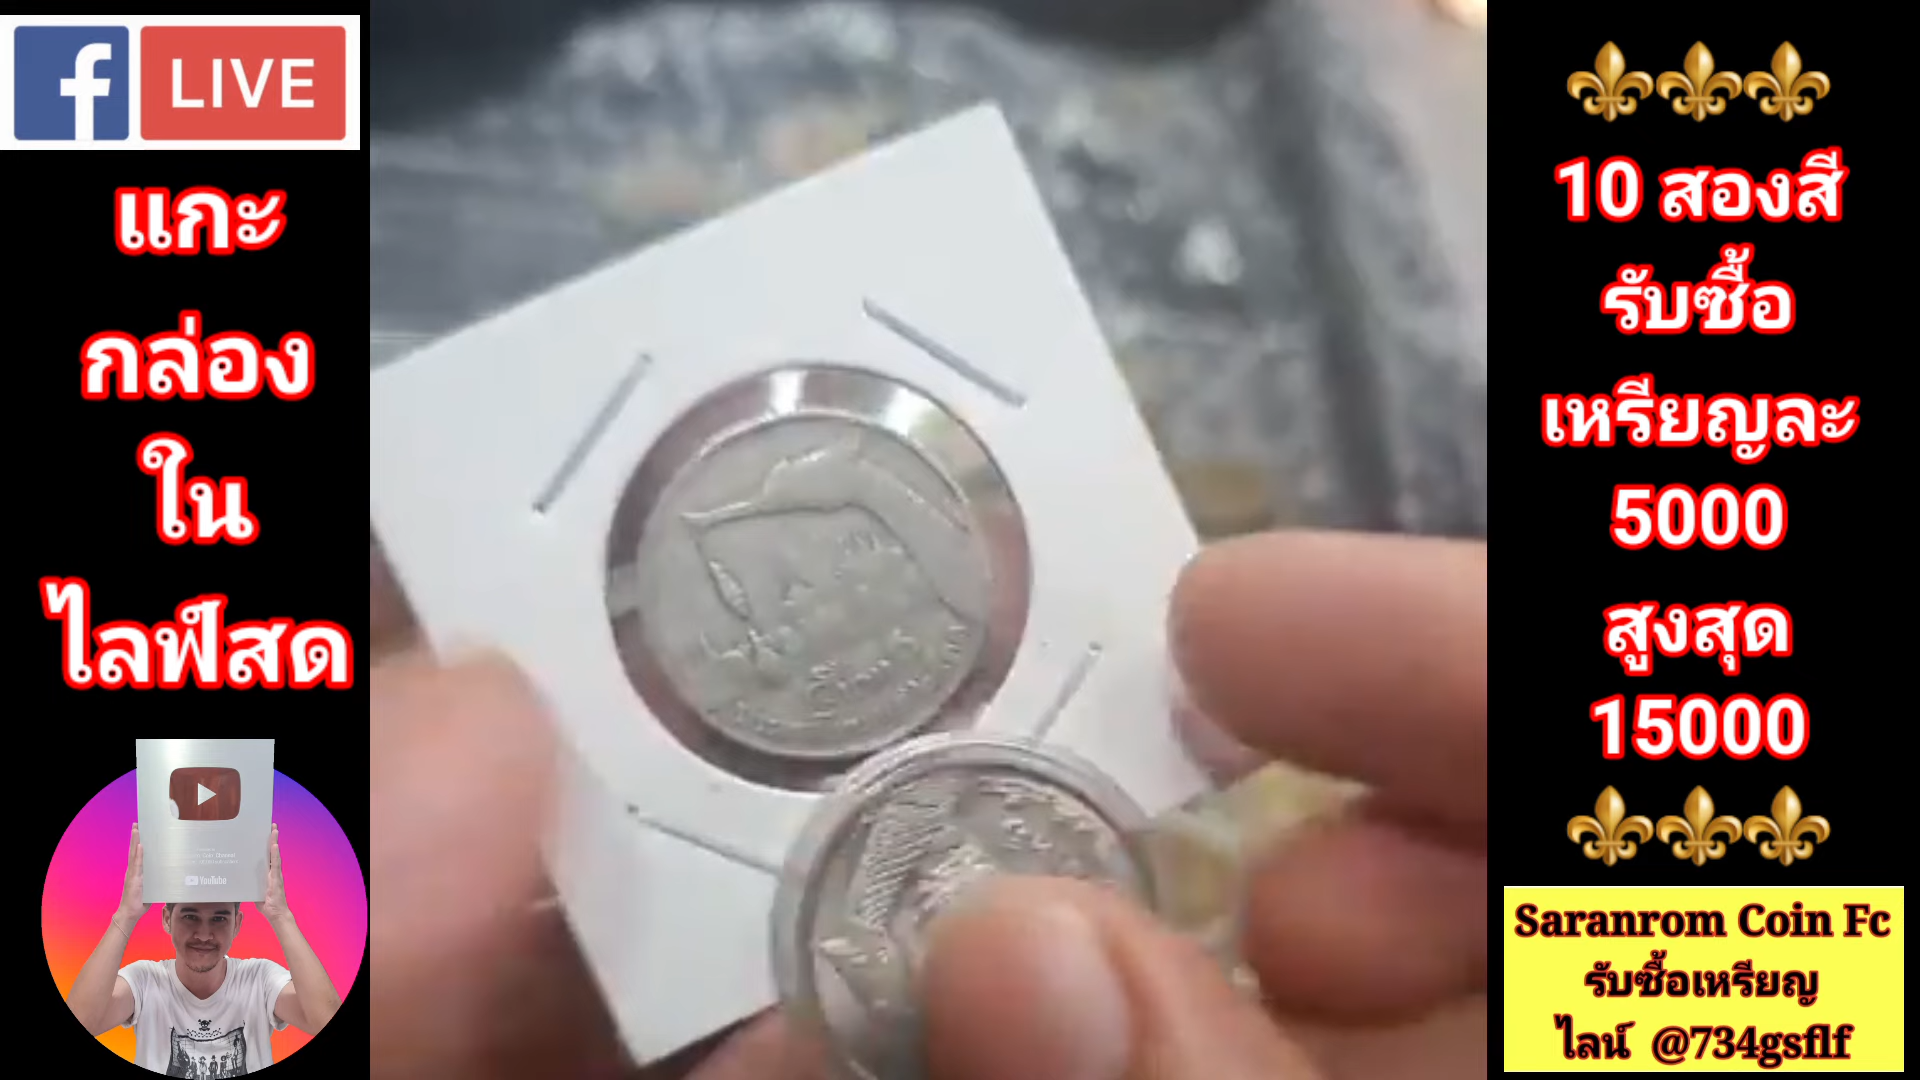 f LIVE
แกะ
กล่อง
ใน
ไลฟ์สด
YouTube
10 สองสี
รับซื้อ
เหรียญละ
5000
สูงสุด
15000
Saranrom Coin Fc
รับซื้อเหรียญ
ไลน์ @734gsflf